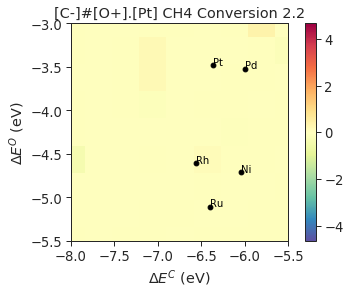 [C-]#[O+].[Pt] CH4 Conversion 2.2
−3.0
−3.5
−4.0
−4.5
−5.0
−5.5
ΔE^O (eV)
Pt
Pd
Rh
Ni
Ru
−8.0 −7.5 −7.0 −6.5 −6.0 −5.5
ΔE^C (eV)
4
2
0
−2
−4